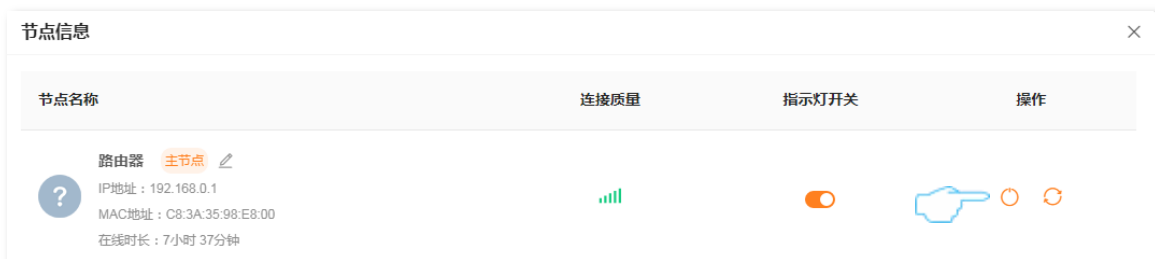 节点信息
节点名称 连接质量 指示灯开关 操作
路由器 主节点
?
IP地址：192.168.0.1
MAC地址：C8:3A:35:98:E8:00
在线时长：7小时 37分钟